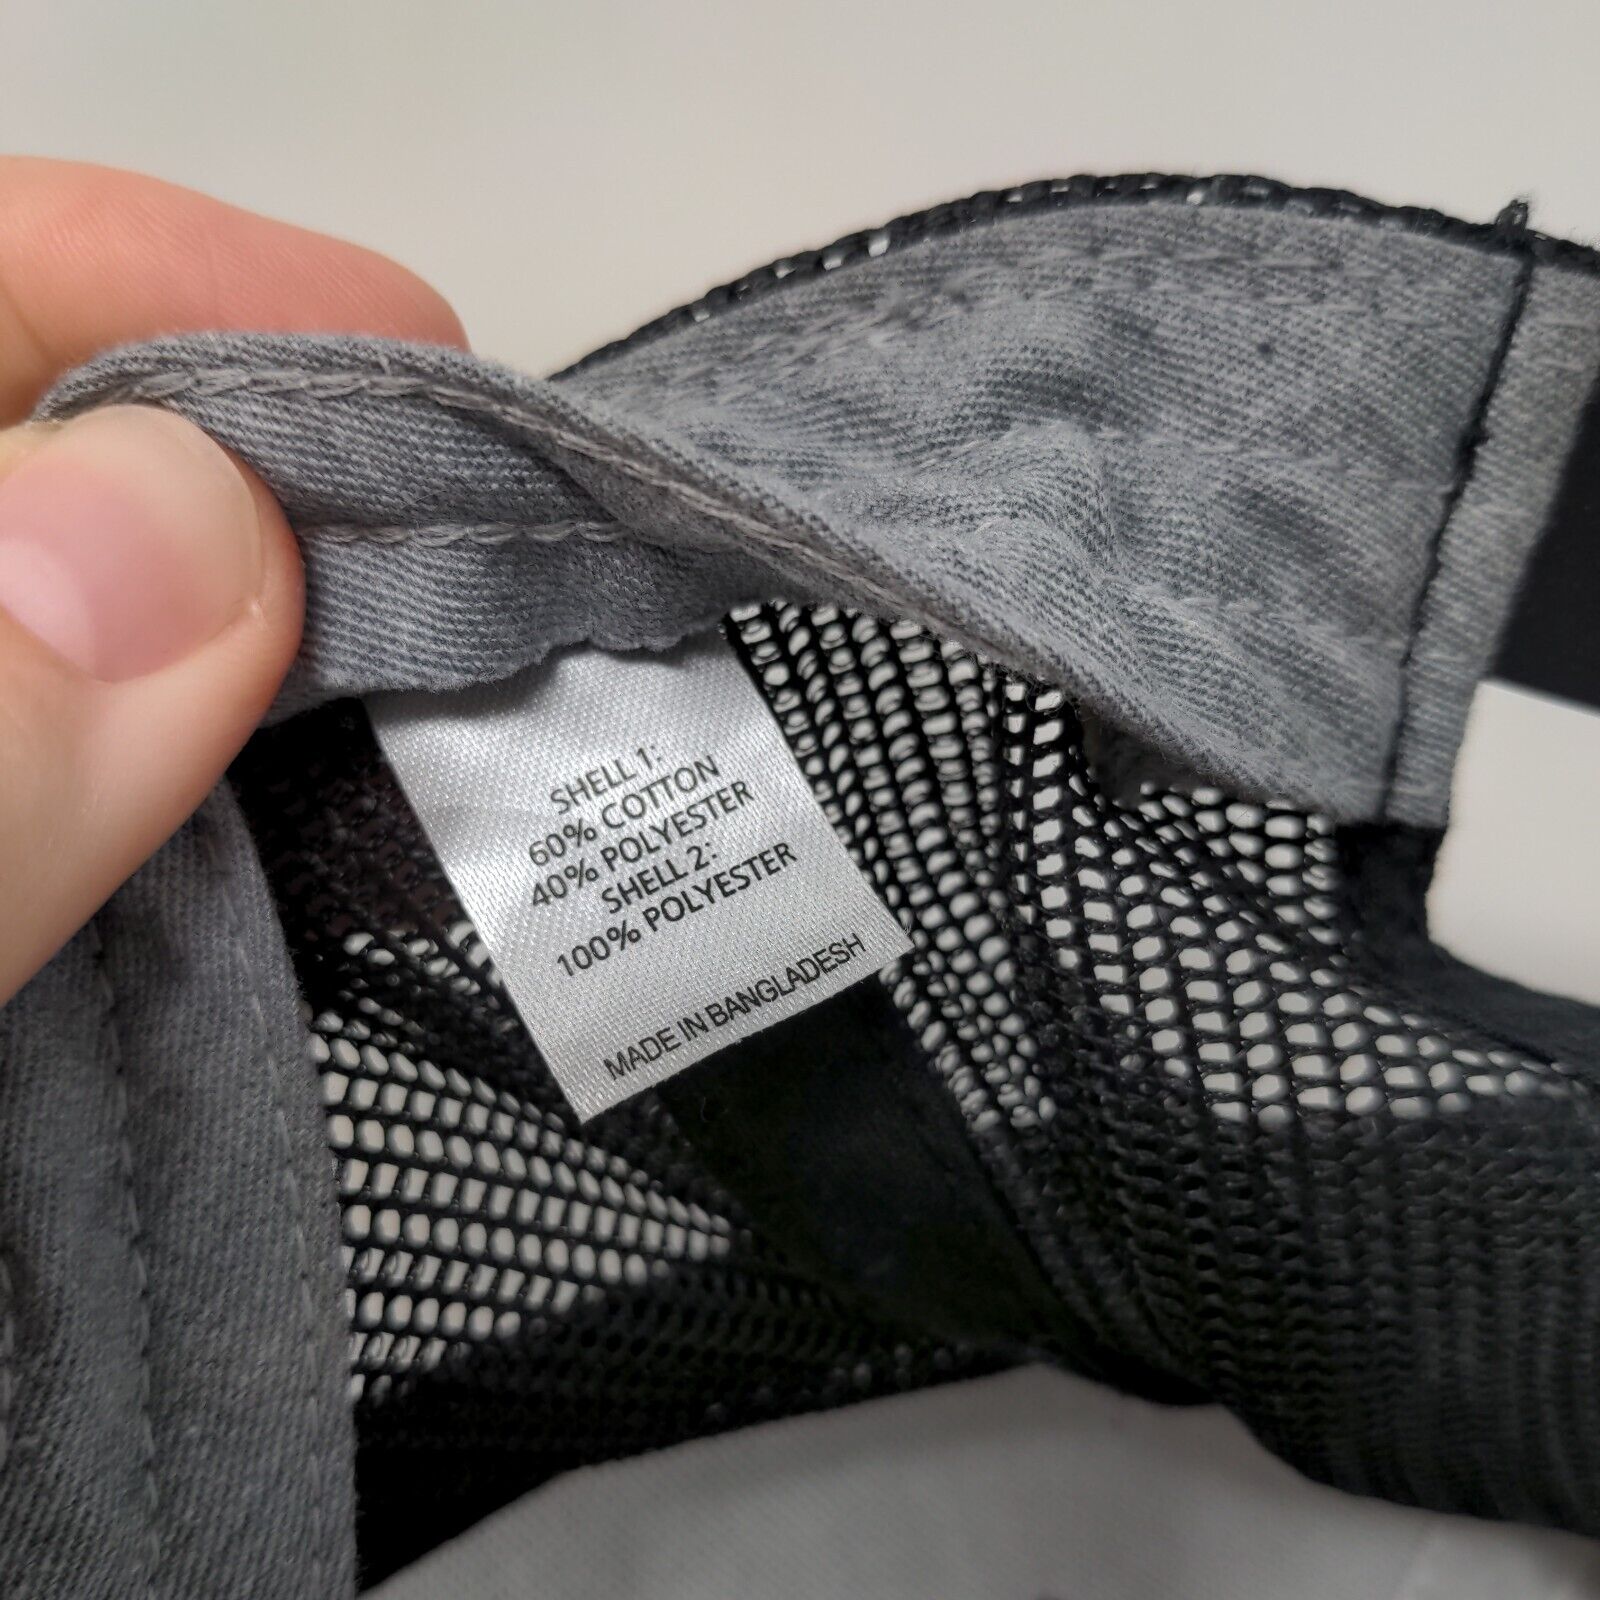 SHELL 1:
60% COTTON
40% POLYESTER
SHELL 2:
100% POLYESTER
MADE IN BANGLADESH